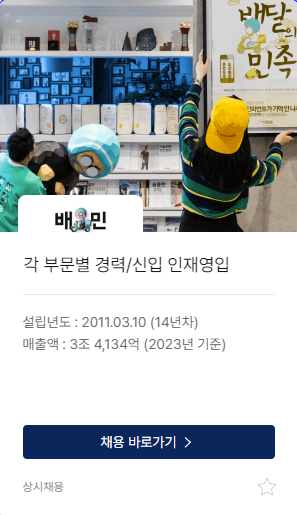 배달이
민족
배민
각 부문별 경력/신입 인재영입
설립년도 : 2011.03.10 (14년차)
매출액 : 3조 4,134억 (2023년 기준)
채용 바로가기
상시채용